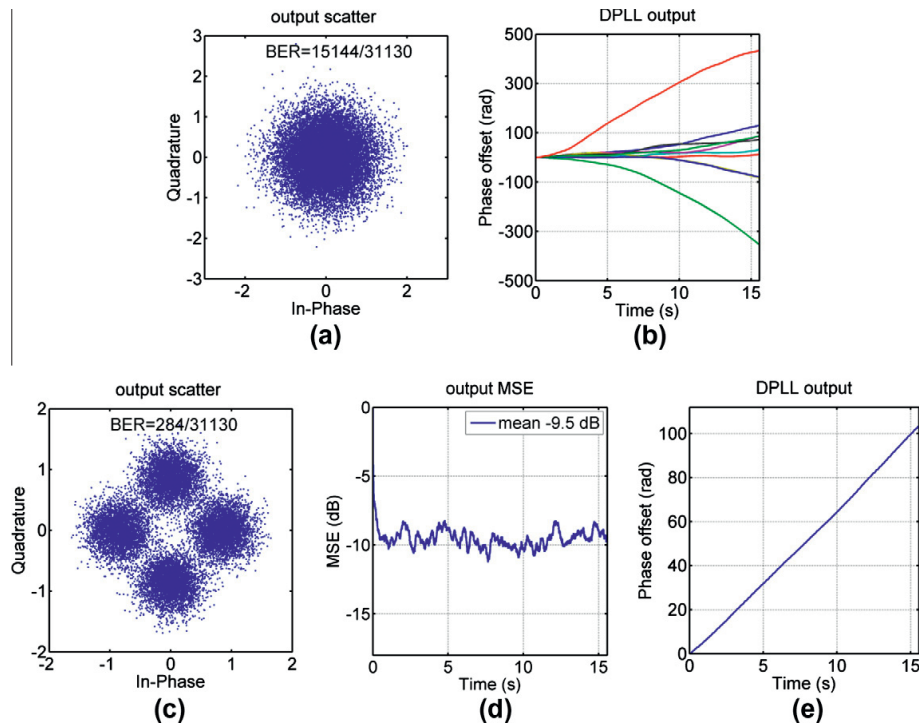 output scatter
BER=15144/31130
3
2
1
0
-1
-2
-3
Quadrature
-2
0
2
In-Phase
(a)
DPLL output
500
300
100
-100
-300
-500
Phase offset (rad)
0
5
10
15
Time (s)
(b)
output scatter
BER=284/31130
2
1
0
-1
-2
Quadrature
-2
-1
0
1
2
In-Phase
(c)
output MSE
mean -9.5 dB
0
-5
-10
-15
MSE (dB)
0
5
10
15
Time (s)
(d)
DPLL output
100
80
60
40
20
0
Phase offset (rad)
0
5
10
15
Time (s)
(e)